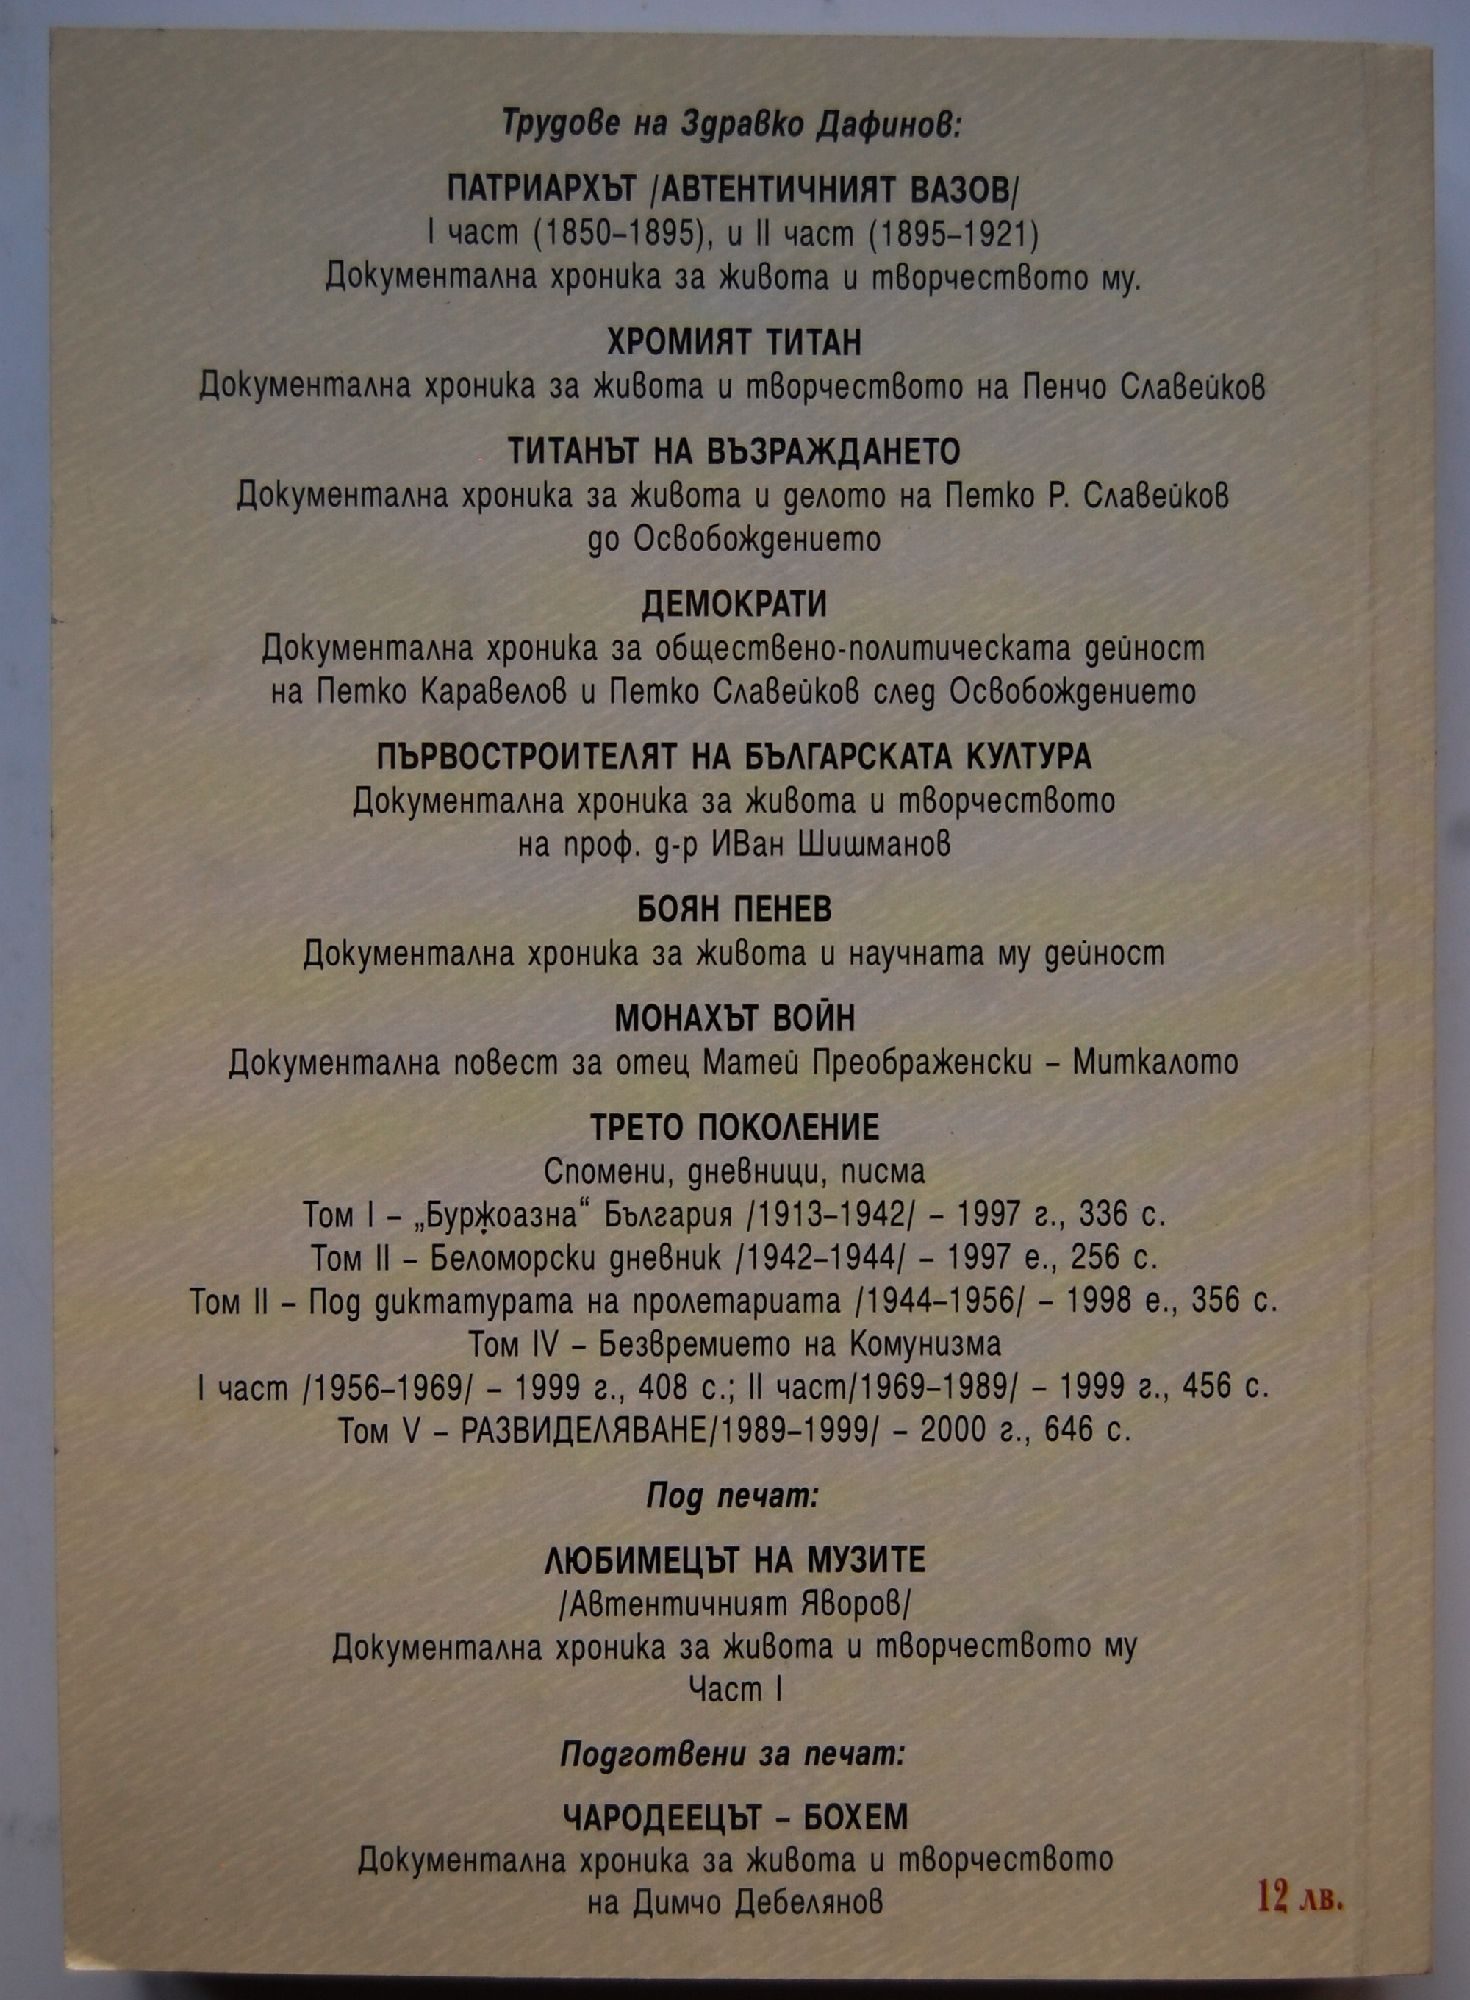 Трудове на Здравко Дафинов:
ПАТРИАРХЪТ /АВТЕНТИЧНИЯТ ВАЗОВ/
I част (1850–1895), и II част (1895–1921)
Документална хроника за живота и творчеството му.
ХРОМИЯТ ТИТАН
Документална хроника за живота и творчеството на Пенчо Славейков
ТИТАНЪТ НА ВЪЗРАЖДАНЕТО
Документална хроника за живота и делото на Петко Р. Славейков
до Освобождението
ДЕМОКРАТИ
Документална хроника за обществено-политическата дейност
на Петко Каравелов и Петко Славейков след Освобождението
ПЪРВОСТРОИТЕЛЯТ НА БЪЛГАРСКАТА КУЛТУРА
Документална хроника за живота и творчеството
на проф. д-р ИВан Шишманов
БОЯН ПЕНЕВ
Документална хроника за живота и научната му дейност
МОНАХЪТ ВОЙН
Документална повест за отец Матей Преображенски – Миткалото
ТРЕТО ПОКОЛЕНИЕ
Спомени, дневници, писма
Том I – „Буржоазна“ България /1913–1942/ – 1997 г., 336 с.
Том II – Беломорски дневник /1942–1944/ – 1997 е., 256 с.
Том II – Под диктатурата на пролетариата /1944–1956/ – 1998 е., 356 с.
Том IV – Безвремието на Комунизма
I част /1956–1969/ – 1999 г., 408 с.; II част/1969–1989/ – 1999 г., 456 с.
Том V – РАЗВИДЕЛЯВАНЕ/1989–1999/ – 2000 г., 646 с.
Под печат:
ЛЮБИМЕЦЪТ НА МУЗИТЕ
/Автентичният Яворов/
Документална хроника за живота и творчеството му
Част I
Подготвени за печат:
ЧАРОДЕЕЦЪТ – БОХЕМ
Документална хроника за живота и творчеството
на Димчо Дебелянов
12 лв.